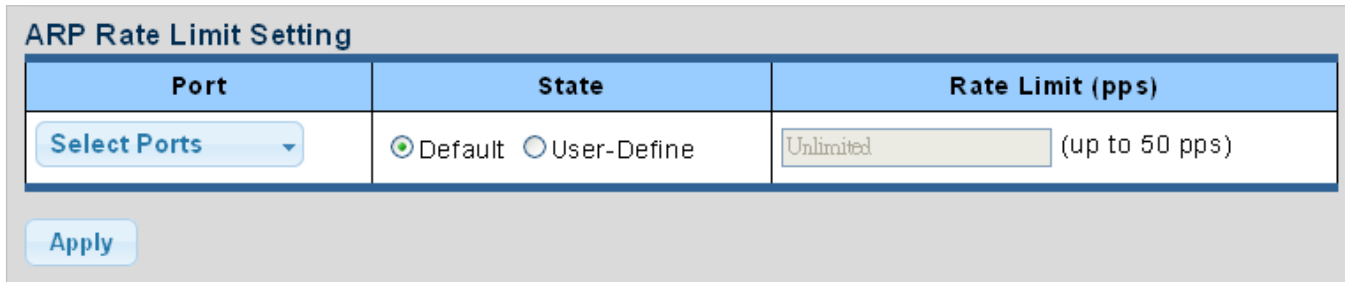 ARP Rate Limit Setting
Port State Rate Limit (pps)
Select Ports Default User-Define Unlimited (up to 50 pps)
Apply